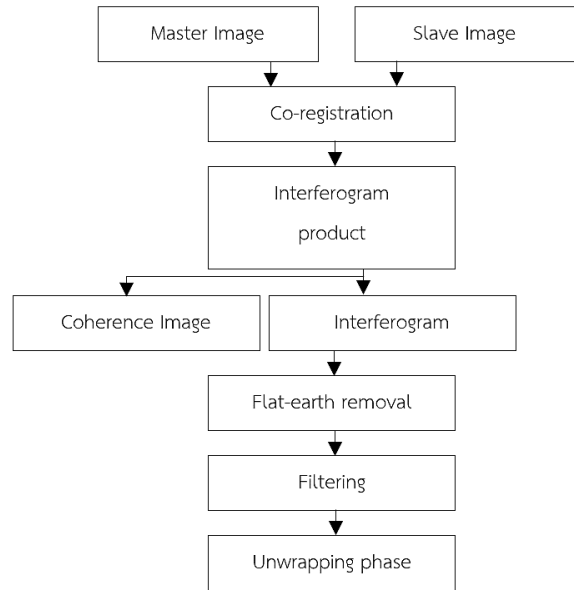 Master Image
Slave Image
Co-registration
Interferogram
product
Coherence Image
Interferogram
Flat-earth removal
Filtering
Unwrapping phase